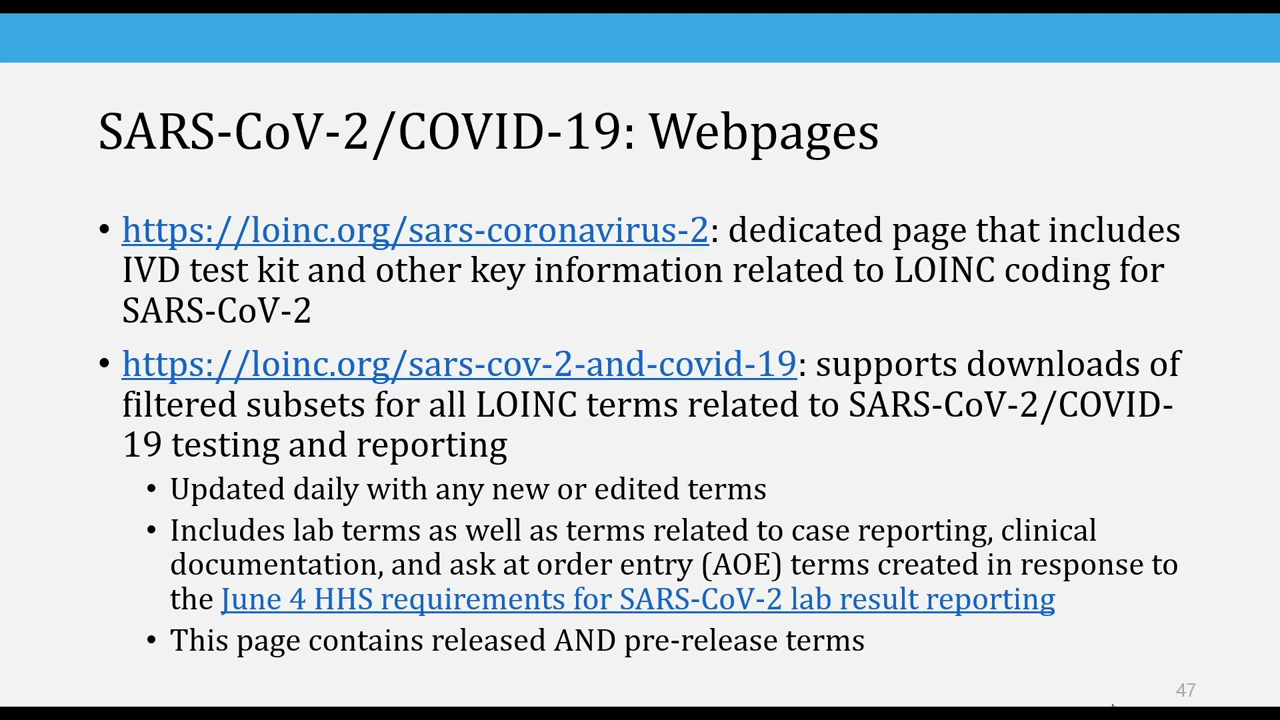 SARS-CoV-2/COVID-19: Webpages
• https://loinc.org/sars-coronavirus-2: dedicated page that includes
IVD test kit and other key information related to LOINC coding for
SARS-CoV-2
• https://loinc.org/sars-cov-2-and-covid-19: supports downloads of
filtered subsets for all LOINC terms related to SARS-CoV-2/COVID-
19 testing and reporting
• Updated daily with any new or edited terms
• Includes lab terms as well as terms related to case reporting, clinical
documentation, and ask at order entry (AOE) terms created in response to
the June 4 HHS requirements for SARS-CoV-2 lab result reporting
• This page contains released AND pre-release terms
47